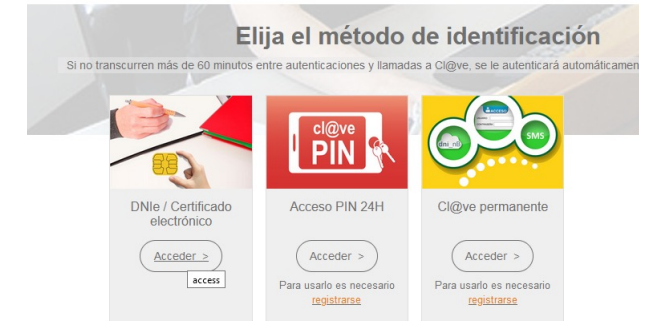 Elija el método de identificación
Si no transcurren más de 60 minutos entre autenticaciones y llamadas a Cl@ve, se le autenticará automáticamen
cl@ve
PIN
ACCESO
dni_nIi
SMS
DNIe / Certificado
electrónico
Acceder >
access
Acceso PIN 24H
Acceder >
Para usarlo es necesario
registrarse
Cl@ve permanente
Acceder >
Para usarlo es necesario
registrarse